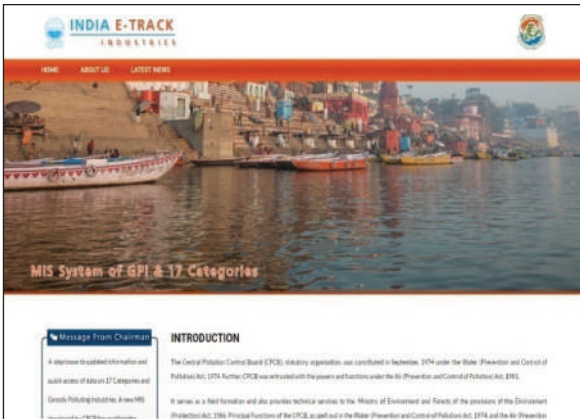 INDIA E-TRACK
INDUSTRIES
HOME ABOUT US LATEST NEWS
MIS System of GPI & 17 Categories
Message From Chairman
INTRODUCTION
A step towards updated information and
quick access of data on 17 Categories and
Grossly Polluting Industries. A new MIS
developed by CPCB
The Central Pollution Control Board (CPCB), statutory organisation, was constituted in September, 1974 under the Water (Prevention and Control of
Pollution) Act, 1974. Further, CPCB was entrusted with the powers and functions under the Air (Prevention and Control of Pollution) Act, 1981.
It serves as a field formation and also provides technical services to the Ministry of Environment and Forests of the provisions of the Environment
(Protection) Act, 1986. Principal Functions of the CPCB, as spelt out in the Water (Prevention and Control of Pollution) Act, 1974, and the Air (Prevention